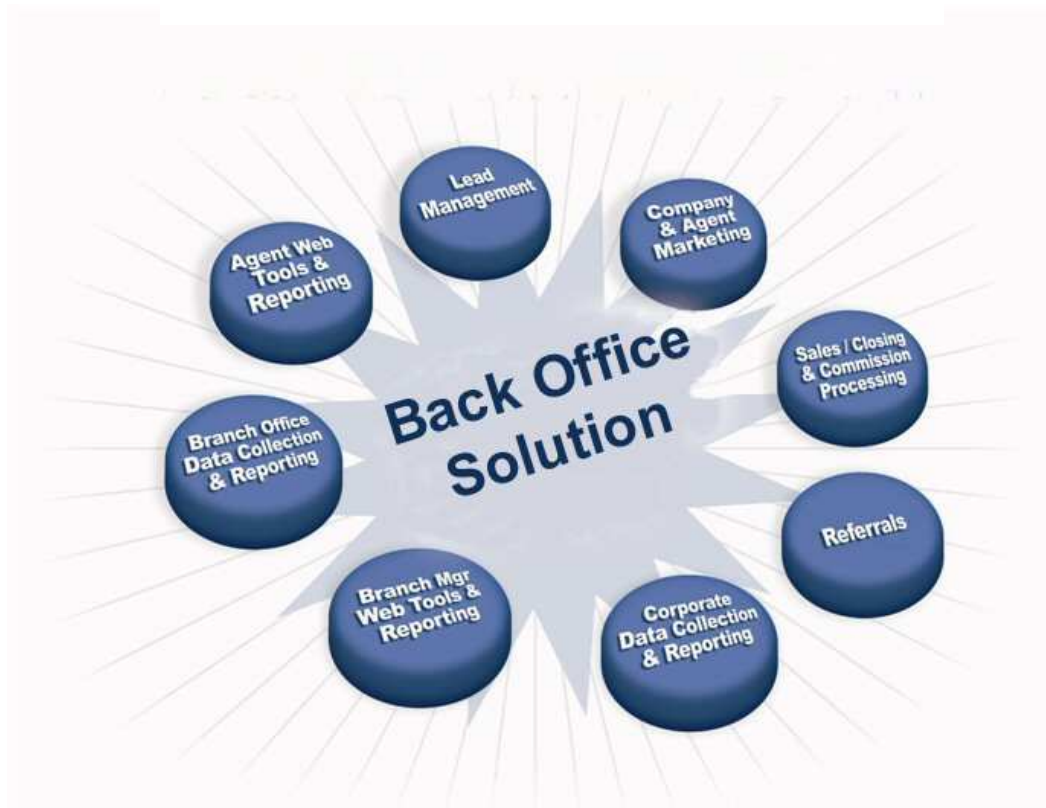 Lead
Management
Company
& Agent
Marketing
Agent Web
Tools &
Reporting
Sales / Closing
& Commission
Processing
Back Office
Solution
Branch Office
Data Collection
& Reporting
Referrals
Branch Mgr
Web Tools &
Reporting
Corporate
Data Collection
& Reporting